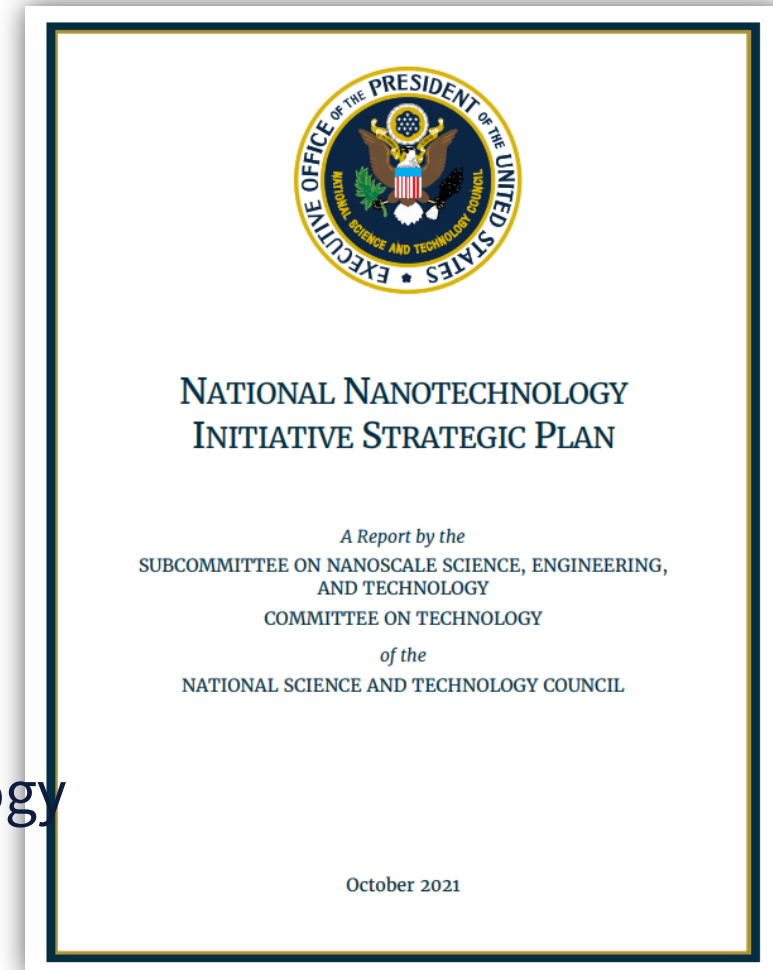 EXECUTIVE OFFICE OF THE PRESIDENT OF THE UNITED STATES
NATIONAL SCIENCE AND TECHNOLOGY COUNCIL
NATIONAL NANOTECHNOLOGY
INITIATIVE STRATEGIC PLAN
A Report by the
SUBCOMMITTEE ON NANOSCALE SCIENCE, ENGINEERING,
AND TECHNOLOGY
COMMITTEE ON TECHNOLOGY
of the
NATIONAL SCIENCE AND TECHNOLOGY COUNCIL
gy
October 2021